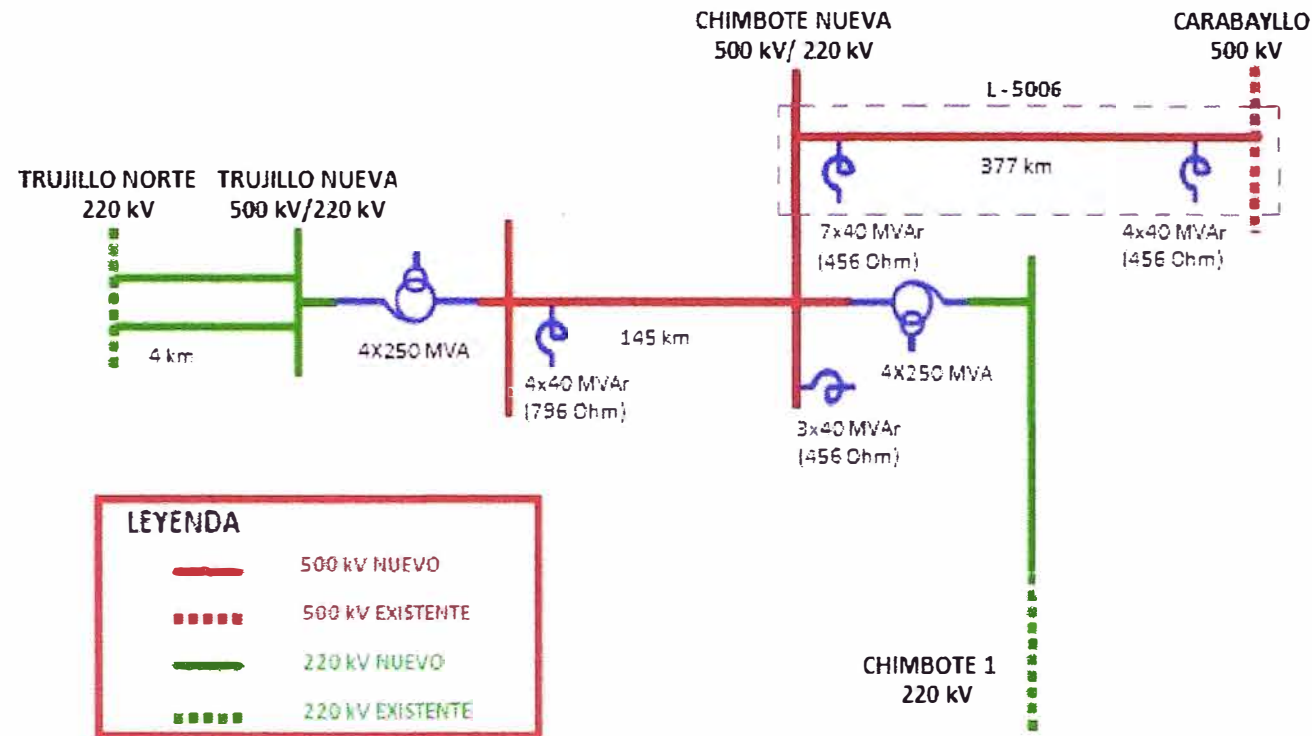 CHIMBOTE NUEVA
500 kV/ 220 kV
CARABAYLLO
500 kV
L-5006
377 km
TRUJILLO NORTE
220 kV
TRUJILLO NUEVA
500 kV/220 kV
7x40 MVAr
(456 Ohm)
4x40 MVAr
(456 Ohm)
4 km
4X250 MVA
145 km
4X250 MVA
4x40 MVAr
(796 Ohm)
3x40 MVAr
(456 Ohm)
LEYENDA
500 kV NUEVO
500 kV EXISTENTE
220 kV NUEVO
220 kV EXISTENTE
CHIMBOTE 1
220 kV